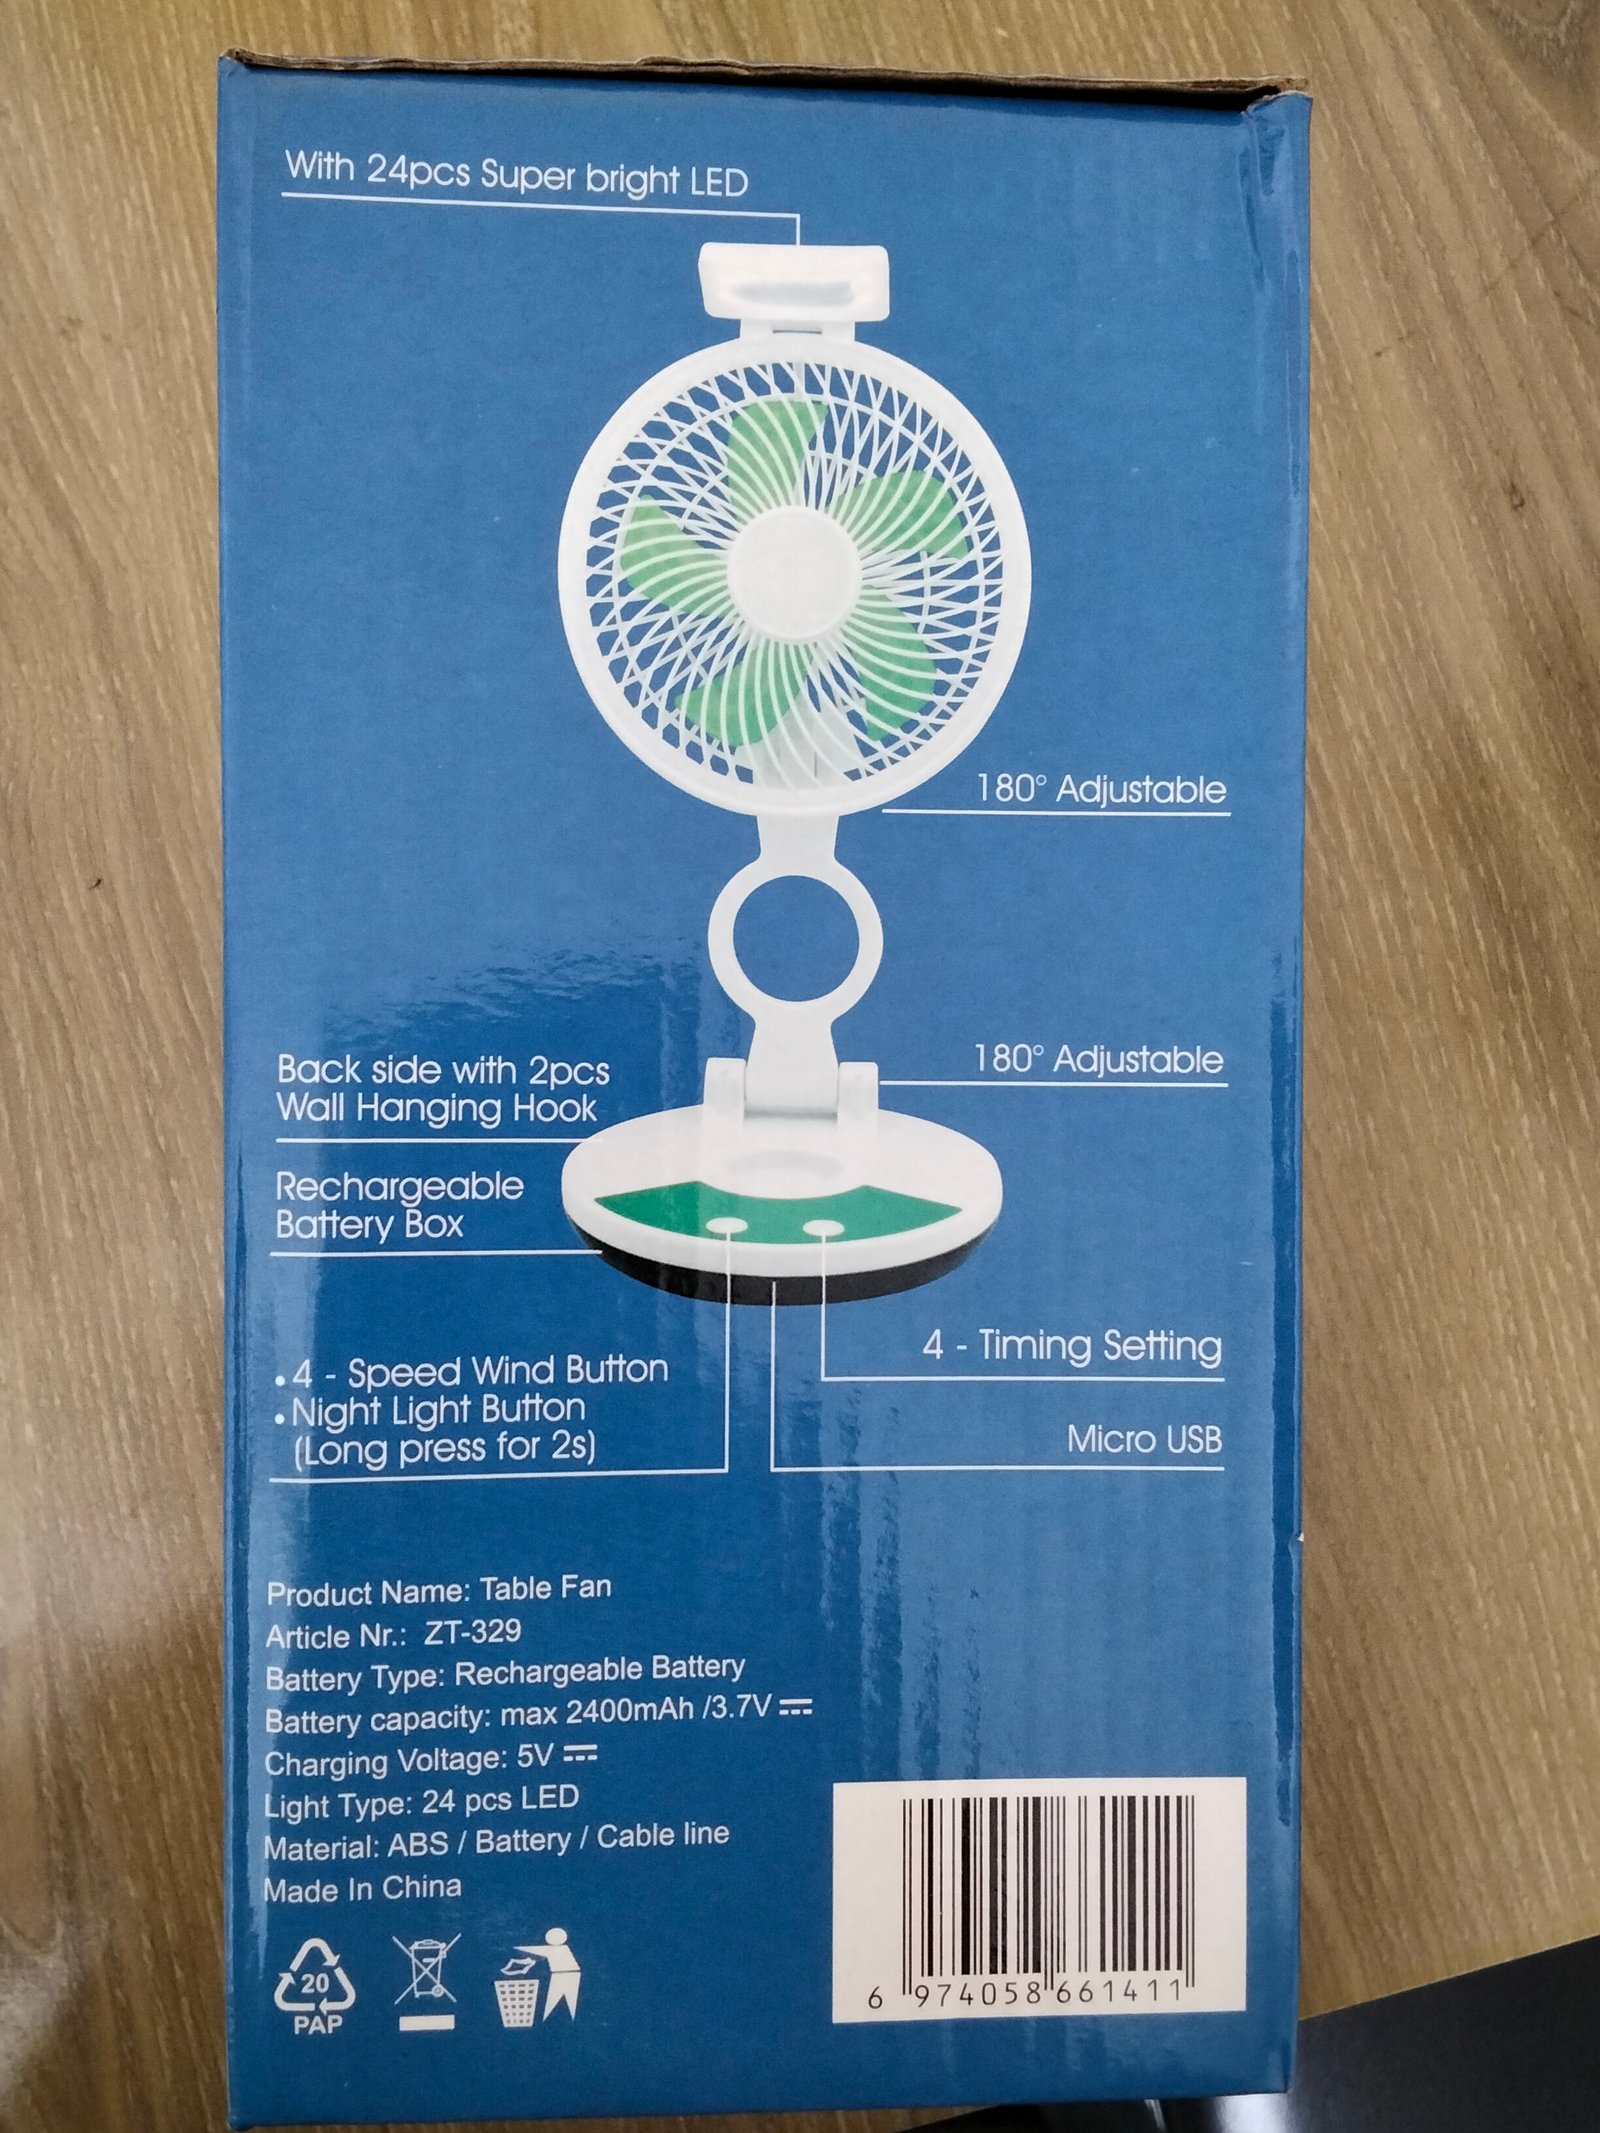 With 24pcs Super bright LED
180° Adjustable
180° Adjustable
Back side with 2pcs
Wall Hanging Hook
Rechargeable
Battery Box
4 - Timing Setting
• 4 - Speed Wind Button
• Night Light Button
(Long press for 2s)
Micro USB
Product Name: Table Fan
Article Nr.: ZT-329
Battery Type: Rechargeable Battery
Battery capacity: max 2400mAh /3.7V ⎓
Charging Voltage: 5V ⎓
Light Type: 24 pcs LED
Material: ABS / Battery / Cable line
Made In China
20
PAP
6 974058 661411